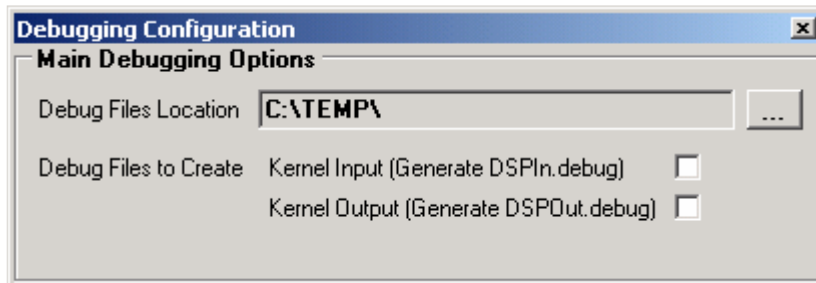 Debugging Configuration
Main Debugging Options
Debug Files Location C:\TEMP\ ...
Debug Files to Create Kernel Input (Generate DSPIn.debug)
Kernel Output (Generate DSPOut.debug)